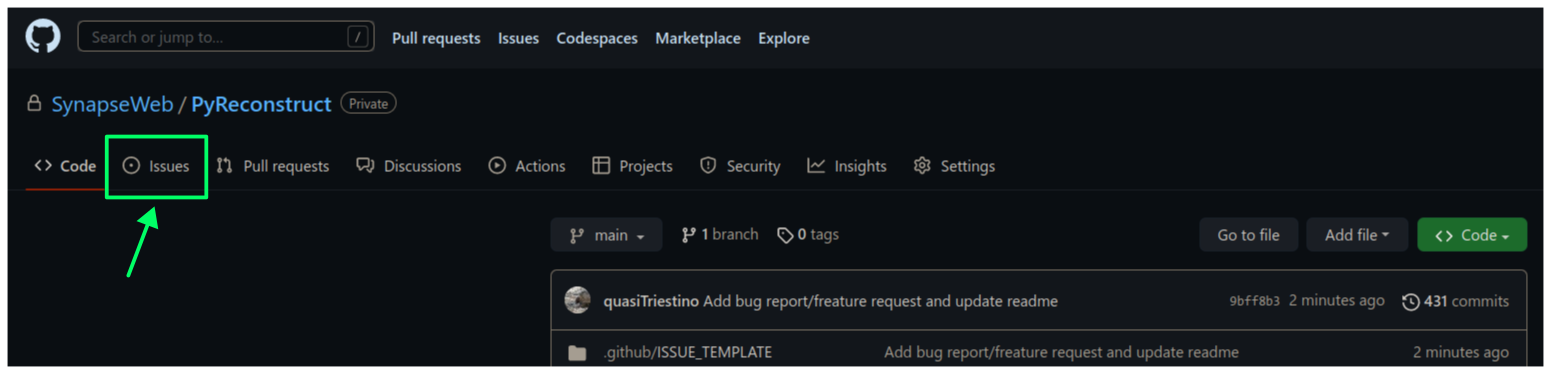 Search or jump to... / Pull requests Issues Codespaces Marketplace Explore
SynapseWeb / PyReconstruct Private
<> Code Issues Pull requests Discussions Actions Projects Security Insights Settings
main 1 branch 0 tags Go to file Add file <> Code
quasiTriestino Add bug report/freature request and update readme 9bff8b3 2 minutes ago 431 commits
.github/ISSUE_TEMPLATE Add bug report/freature request and update readme 2 minutes ago